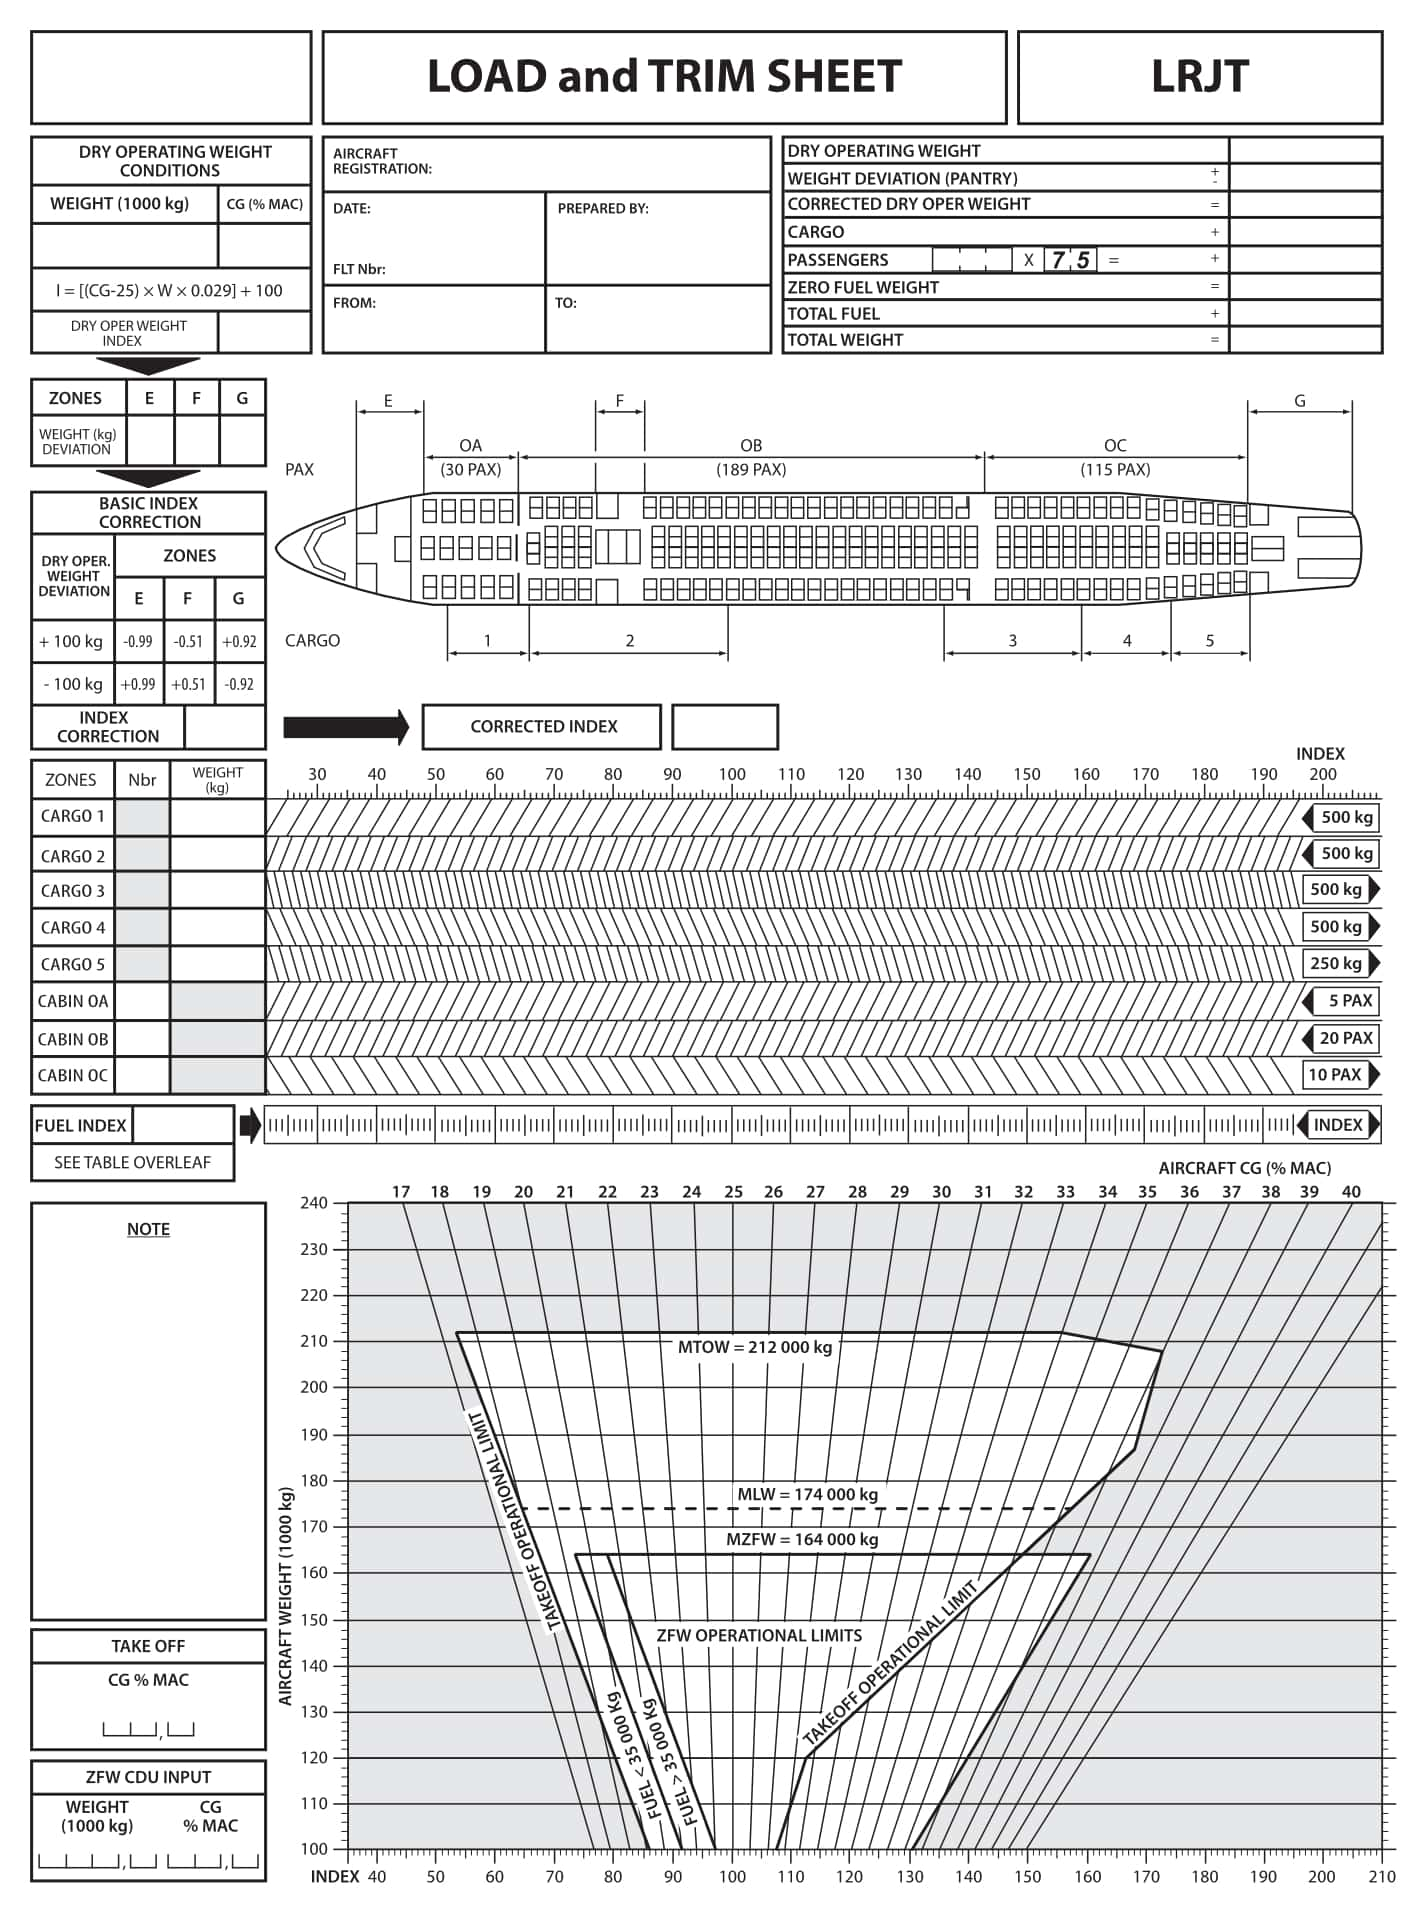 LOAD and TRIM SHEET
LRJT
DRY OPERATING WEIGHT
CONDITIONS
WEIGHT (1000 kg)
CG (% MAC)
I = [(CG-25) × W × 0.029] + 100
DRY OPER WEIGHT
INDEX
AIRCRAFT
REGISTRATION:
DATE:
PREPARED BY:
FLT Nbr:
FROM:
TO:
DRY OPERATING WEIGHT
WEIGHT DEVIATION (PANTRY) + -
CORRECTED DRY OPER WEIGHT =
CARGO +
PASSENGERS X 7 5 = +
ZERO FUEL WEIGHT =
TOTAL FUEL +
TOTAL WEIGHT =
ZONES E F G
WEIGHT (kg)
DEVIATION
BASIC INDEX
CORRECTION
DRY OPER.
WEIGHT
DEVIATION
ZONES
E F G
+ 100 kg -0.99 -0.51 +0.92
- 100 kg +0.99 +0.51 -0.92
INDEX
CORRECTION
E F G
OA OB OC
PAX (30 PAX) (189 PAX) (115 PAX)
CARGO 1 2 3 4 5
CORRECTED INDEX
INDEX
ZONES Nbr WEIGHT
(kg)
30 40 50 60 70 80 90 100 110 120 130 140 150 160 170 180 190 200
CARGO 1 500 kg
CARGO 2 500 kg
CARGO 3 500 kg
CARGO 4 500 kg
CARGO 5 250 kg
CABIN OA 5 PAX
CABIN OB 20 PAX
CABIN OC 10 PAX
FUEL INDEX INDEX
SEE TABLE OVERLEAF
AIRCRAFT CG (% MAC)
17 18 19 20 21 22 23 24 25 26 27 28 29 30 31 32 33 34 35 36 37 38 39 40
NOTE
AIRCRAFT WEIGHT (1000 kg)
240
230
220
210
200
190
180
170
160
150
140
130
120
110
100
MTOW = 212 000 kg
MLW = 174 000 kg
MZFW = 164 000 kg
ZFW OPERATIONAL LIMITS
TAKEOFF OPERATIONAL LIMIT
TAKEOFF OPERATIONAL LIMIT
FUEL < 35 000 kg
FUEL > 35 000 kg
INDEX 40 50 60 70 80 90 100 110 120 130 140 150 160 170 180 190 200 210
TAKE OFF
CG % MAC
,
ZFW CDU INPUT
WEIGHT
(1000 kg)
CG
% MAC
, ,